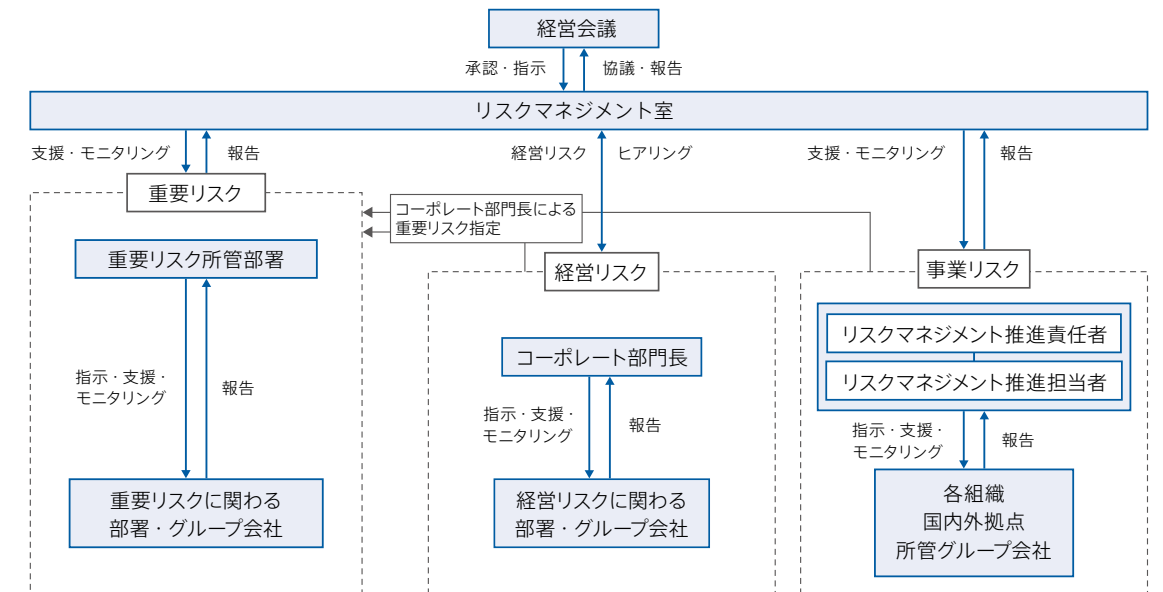 経営会議
承認・指示
協議・報告
リスクマネジメント室
支援・モニタリング
報告
経営リスク
ヒアリング
支援・モニタリング
報告
重要リスク
コーポレート部門長による
重要リスク指定
経営リスク
事業リスク
重要リスク所管部署
指示・支援・
モニタリング
報告
重要リスクに関わる
部署・グループ会社
コーポレート部門長
指示・支援・
モニタリング
報告
経営リスクに関わる
部署・グループ会社
リスクマネジメント推進責任者
リスクマネジメント推進担当者
指示・支援・
モニタリング
報告
各組織
国内外拠点
所管グループ会社